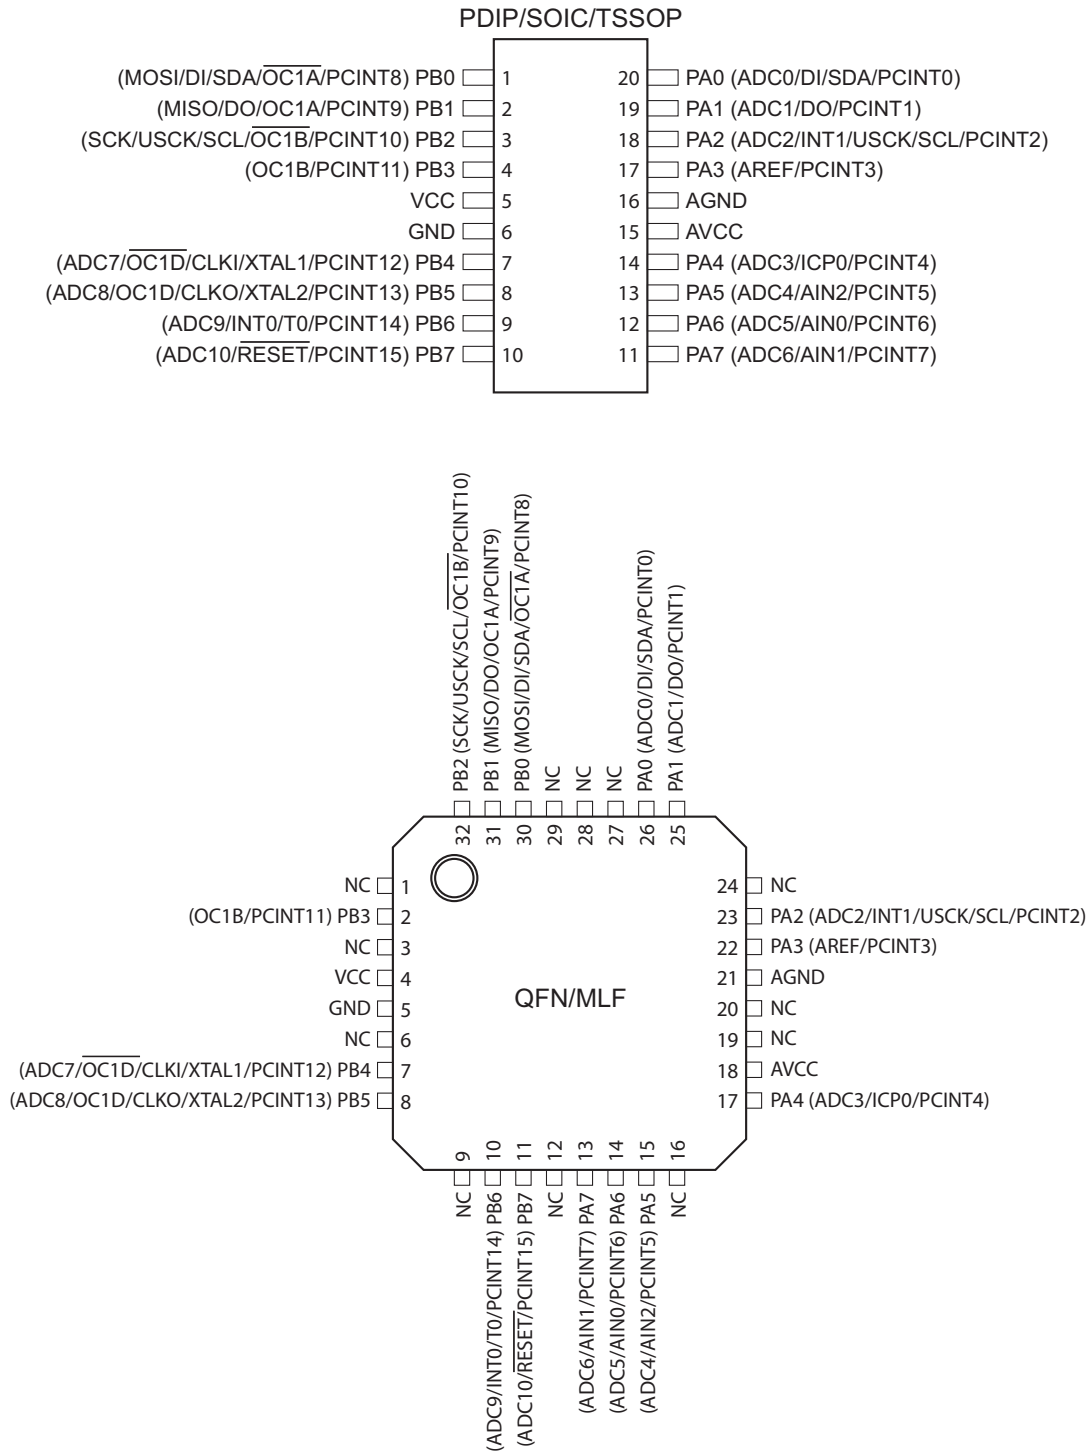 PDIP/SOIC/TSSOP
(MOSI/DI/SDA/OC1A/PCINT8) PB0 1 20 PA0 (ADC0/DI/SDA/PCINT0)
(MISO/DO/OC1A/PCINT9) PB1 2 19 PA1 (ADC1/DO/PCINT1)
(SCK/USCK/SCL/OC1B/PCINT10) PB2 3 18 PA2 (ADC2/INT1/USCK/SCL/PCINT2)
(OC1B/PCINT11) PB3 4 17 PA3 (AREF/PCINT3)
VCC 5 16 AGND
GND 6 15 AVCC
(ADC7/OC1D/CLKI/XTAL1/PCINT12) PB4 7 14 PA4 (ADC3/ICP0/PCINT4)
(ADC8/OC1D/CLKO/XTAL2/PCINT13) PB5 8 13 PA5 (ADC4/AIN2/PCINT5)
(ADC9/INT0/T0/PCINT14) PB6 9 12 PA6 (ADC5/AIN0/PCINT6)
(ADC10/RESET/PCINT15) PB7 10 11 PA7 (ADC6/AIN1/PCINT7)
PB2 (SCK/USCK/SCL/OC1B/PCINT10)
PB1 (MISO/DO/OC1A/PCINT9)
PB0 (MOSI/DI/SDA/OC1A/PCINT8)
NC
NC
NC
PA0 (ADC0/DI/SDA/PCINT0)
PA1 (ADC1/DO/PCINT1)
32 31 30 29 28 27 26 25
NC 1 24 NC
(OC1B/PCINT11) PB3 2 23 PA2 (ADC2/INT1/USCK/SCL/PCINT2)
NC 3 22 PA3 (AREF/PCINT3)
VCC 4 21 AGND
QFN/MLF
GND 5 20 NC
NC 6 19 NC
(ADC7/OC1D/CLKI/XTAL1/PCINT12) PB4 7 18 AVCC
(ADC8/OC1D/CLKO/XTAL2/PCINT13) PB5 8 17 PA4 (ADC3/ICP0/PCINT4)
9 10 11 12 13 14 15 16
NC
(ADC9/INT0/T0/PCINT14) PB6
(ADC10/RESET/PCINT15) PB7
NC
(ADC6/AIN1/PCINT7) PA7
(ADC5/AIN0/PCINT6) PA6
(ADC4/AIN2/PCINT5) PA5
NC